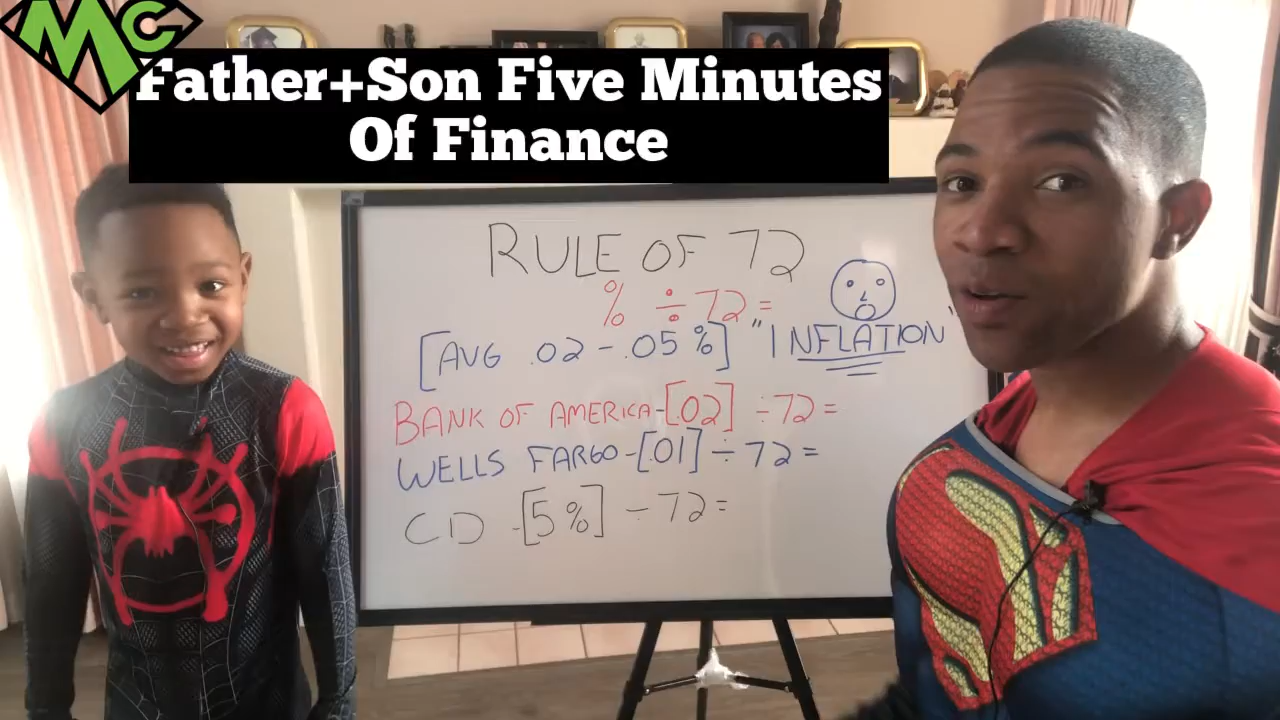 MC
Father+Son Five Minutes
Of Finance
RULE OF 72
% ÷ 72 =
[AVG .02 - .05 %] "INFLATION"
BANK OF AMERICA-[.02] ÷72=
WELLS FARGO-[.01] ÷ 72=
CD -[5%] ÷ 72=